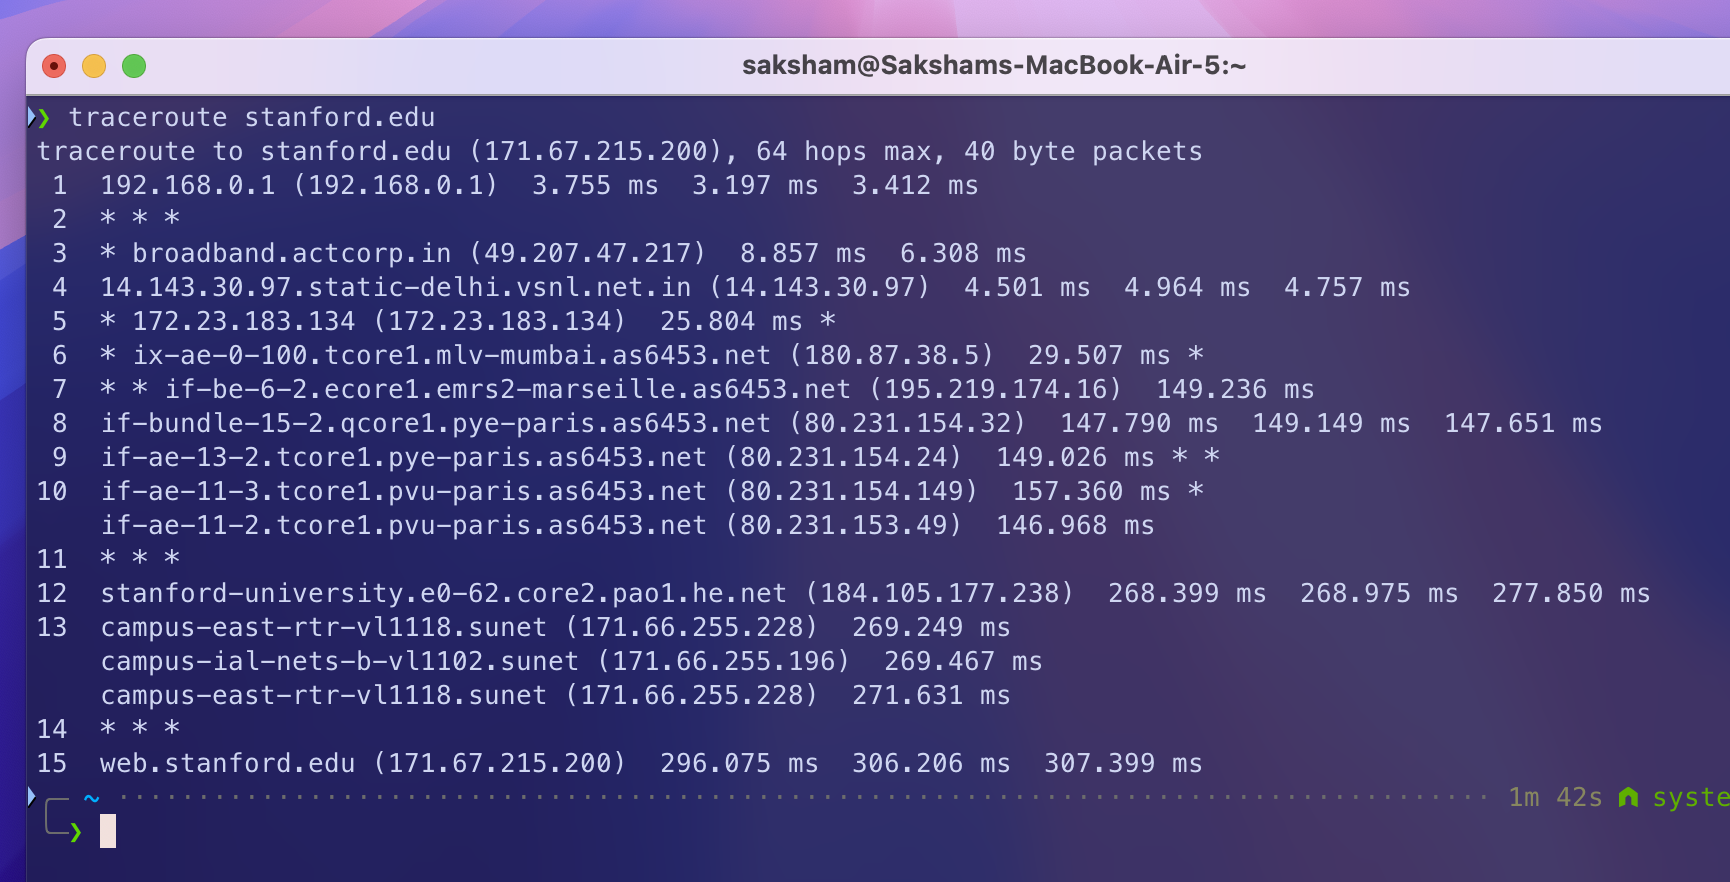 saksham@Sakshams-MacBook-Air-5:~
❯ traceroute stanford.edu
traceroute to stanford.edu (171.67.215.200), 64 hops max, 40 byte packets
1 192.168.0.1 (192.168.0.1) 3.755 ms 3.197 ms 3.412 ms
2 * * *
3 * broadband.actcorp.in (49.207.47.217) 8.857 ms 6.308 ms
4 14.143.30.97.static-delhi.vsnl.net.in (14.143.30.97) 4.501 ms 4.964 ms 4.757 ms
5 * 172.23.183.134 (172.23.183.134) 25.804 ms *
6 * ix-ae-0-100.tcore1.mlv-mumbai.as6453.net (180.87.38.5) 29.507 ms *
7 * * if-be-6-2.ecore1.emrs2-marseille.as6453.net (195.219.174.16) 149.236 ms
8 if-bundle-15-2.qcore1.pye-paris.as6453.net (80.231.154.32) 147.790 ms 149.149 ms 147.651 ms
9 if-ae-13-2.tcore1.pye-paris.as6453.net (80.231.154.24) 149.026 ms * *
10 if-ae-11-3.tcore1.pvu-paris.as6453.net (80.231.154.149) 157.360 ms *
if-ae-11-2.tcore1.pvu-paris.as6453.net (80.231.153.49) 146.968 ms
11 * * *
12 stanford-university.e0-62.core2.pao1.he.net (184.105.177.238) 268.399 ms 268.975 ms 277.850 ms
13 campus-east-rtr-vl1118.sunet (171.66.255.228) 269.249 ms
campus-ial-nets-b-vl1102.sunet (171.66.255.196) 269.467 ms
campus-east-rtr-vl1118.sunet (171.66.255.228) 271.631 ms
14 * * *
15 web.stanford.edu (171.67.215.200) 296.075 ms 306.206 ms 307.399 ms
~ 1m 42s syste
❯